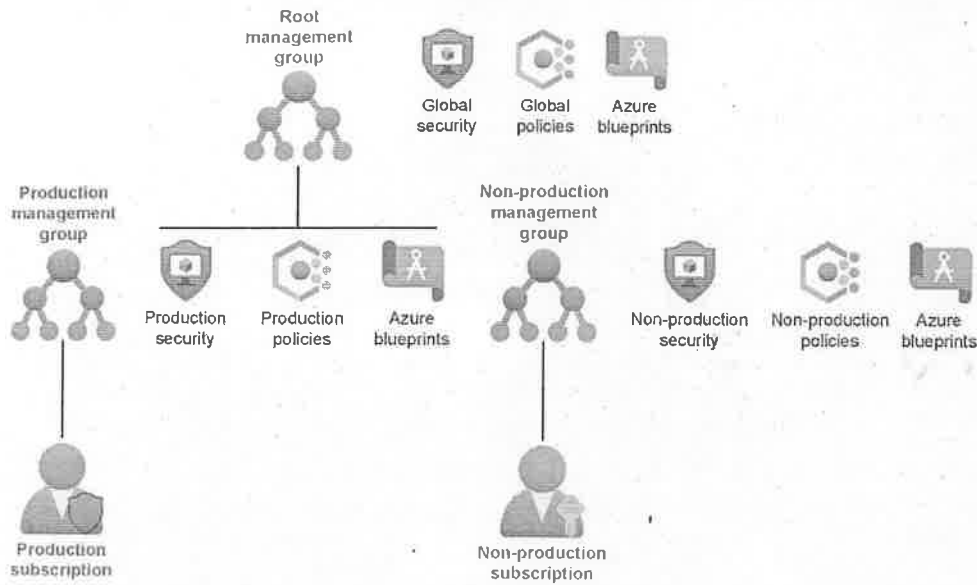 Root
management
group
Global
security
Global
policies
Azure
blueprints
Production
management
group
Non-production
management
group
Production
security
Production
policies
Azure
blueprints
Non-production
security
Non-production
policies
Azure
blueprints
Production
subscription
Non-production
subscription